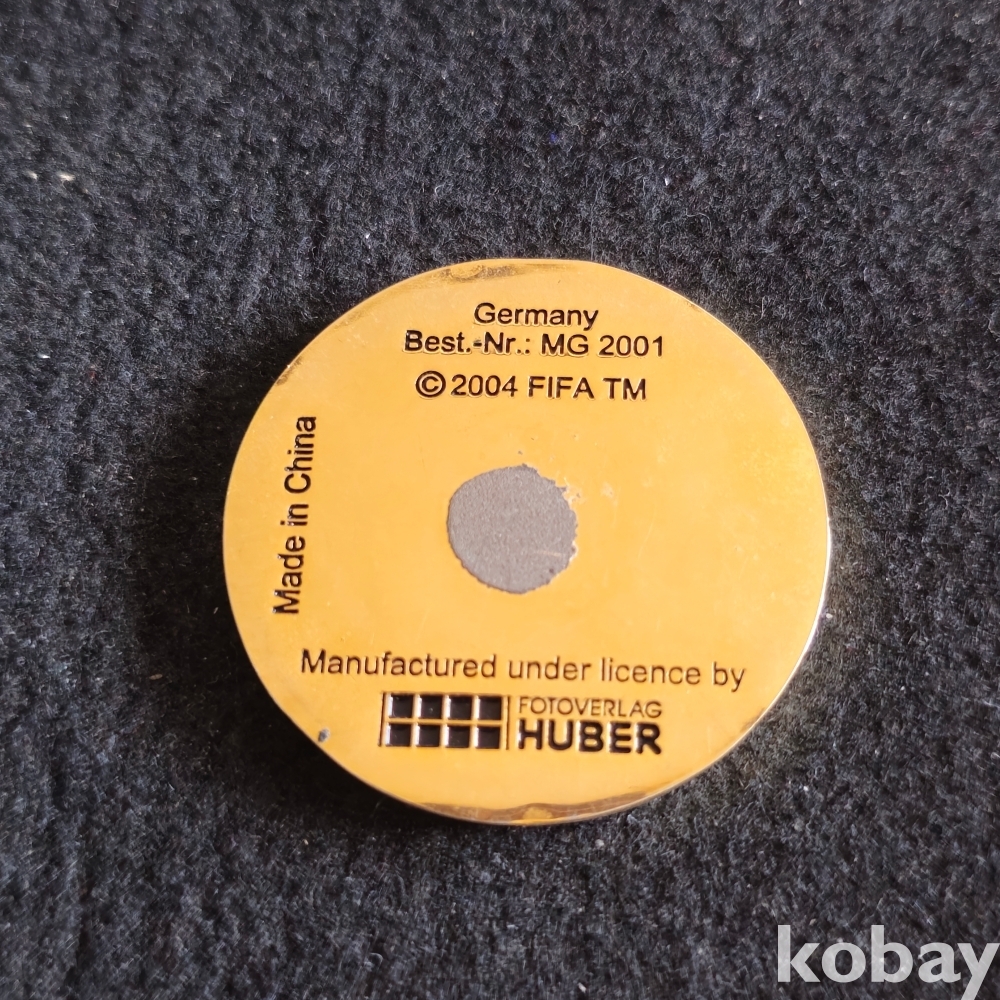 Germany
Best.-Nr.: MG 2001
© 2004 FIFA TM
Made in China
Manufactured under licence by
FOTOVERLAG
HUBER
kobay